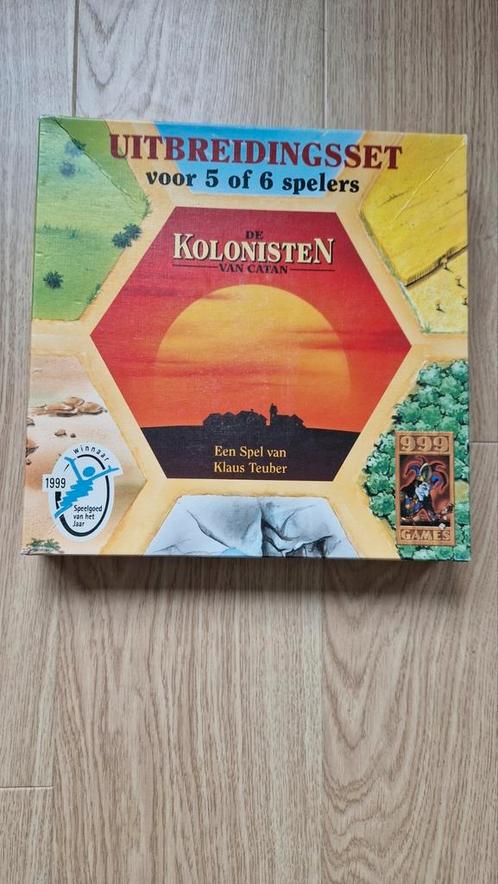 UITBREIDINGSSET
voor 5 of 6 spelers
DE
KOLONISTEN
VAN CATAN
Een Spel van
Klaus Teuber
winnaar
1999
Speelgoed
van het
Jaar
999
GAMES